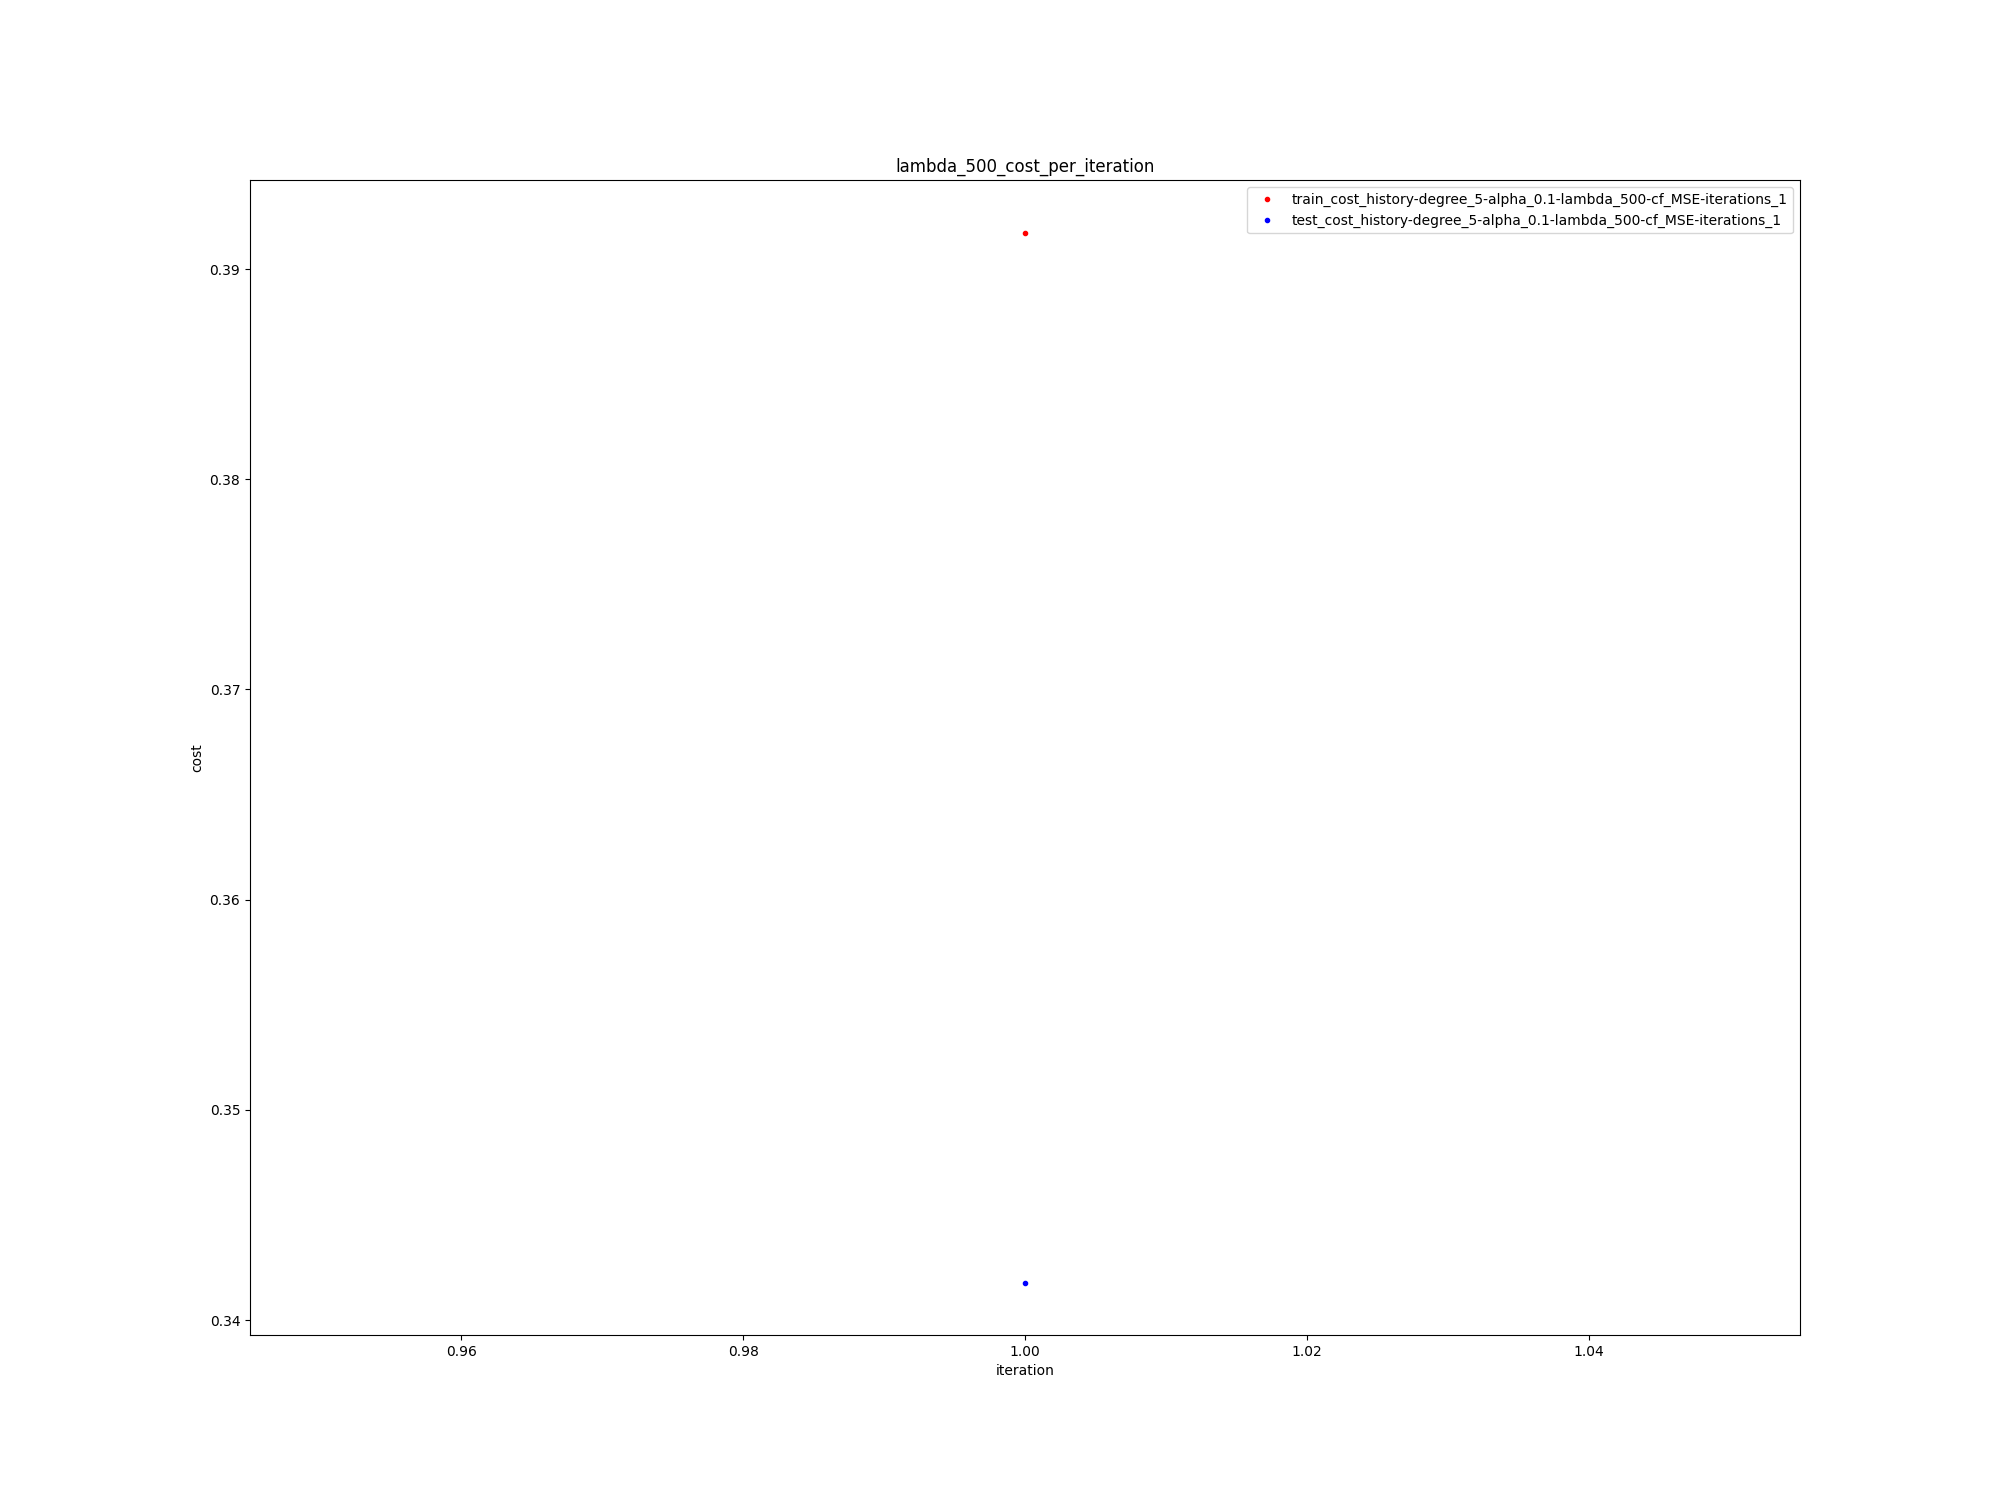 lambda_500_cost_per_iteration
train_cost_history-degree_5-alpha_0.1-lambda_500-cf_MSE-iterations_1
test_cost_history-degree_5-alpha_0.1-lambda_500-cf_MSE-iterations_1
0.39
0.38
0.37
cost
0.36
0.35
0.34
0.96 0.98 1.00 1.02 1.04
iteration